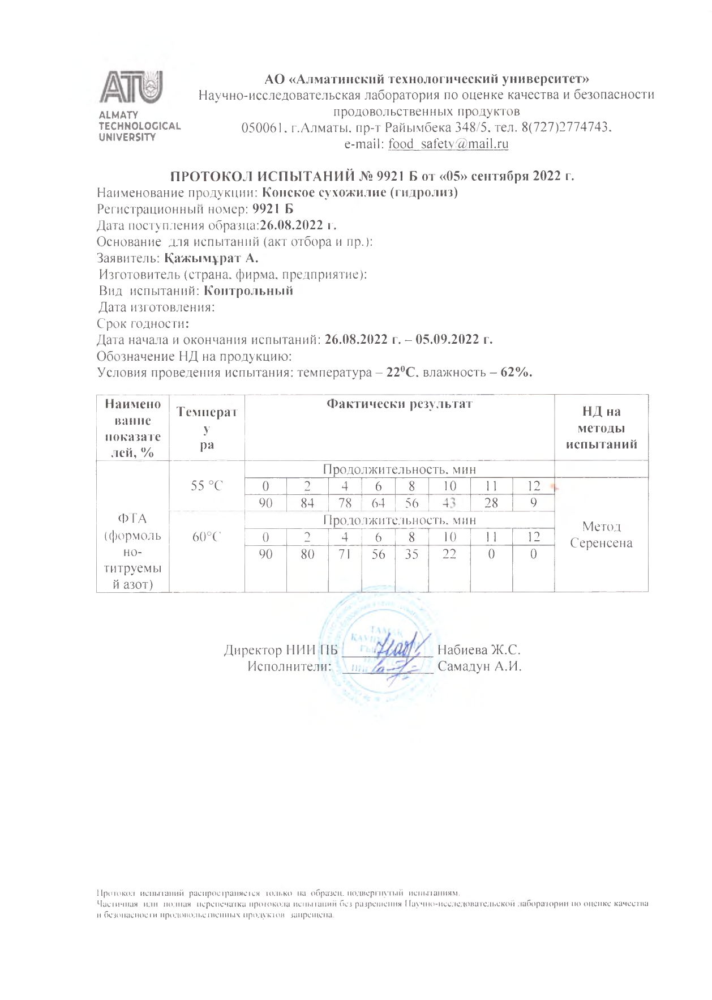 ATU
ALMATY
TECHNOLOGICAL
UNIVERSITY
АО «Алматинский технологический университет»
Научно-исследовательская лаборатория по оценке качества и безопасности
продовольственных продуктов
050061, г.Алматы, пр-т Райымбека 348/5, тел. 8(727)2774743,
e-mail: food_safety@mail.ru
ПРОТОКОЛ ИСПЫТАНИЙ № 9921 Б от «05» сентября 2022 г.
Наименование продукции: Конское сухожилие (гидролиз)
Регистрационный номер: 9921 Б
Дата поступления образца:26.08.2022 г.
Основание для испытаний (акт отбора и пр.):
Заявитель: Қажымұрат А.
Изготовитель (страна, фирма, предприятие):
Вид испытаний: Контрольный
Дата изготовления:
Срок годности:
Дата начала и окончания испытаний: 26.08.2022 г. – 05.09.2022 г.
Обозначение НД на продукцию:
Условия проведения испытания: температура – 22⁰С, влажность – 62%.
Наимено
вание
показате
лей, %
Температ
у
ра
Фактически результат
НД на
методы
испытаний
ФТА
(формоль
но-
титруемы
й азот)
55 °С
Продолжительность, мин
0 2 4 6 8 10 11 12
90 84 78 64 56 43 28 9
60°С
Продолжительность, мин
0 2 4 6 8 10 11 12
90 80 71 56 35 22 0 0
Метод
Серенсена
Директор НИИ ПБ Набиева Ж.С.
Исполнители: Самадун А.И.
ТАМАҚ
Протокол испытаний распространяется только на образец, подвергнутый испытаниям.
Частичная или полная перепечатка протокола испытаний без разрешения Научно-исследовательской лаборатории по оценке качества
и безопасности продовольственных продуктов запрещена.